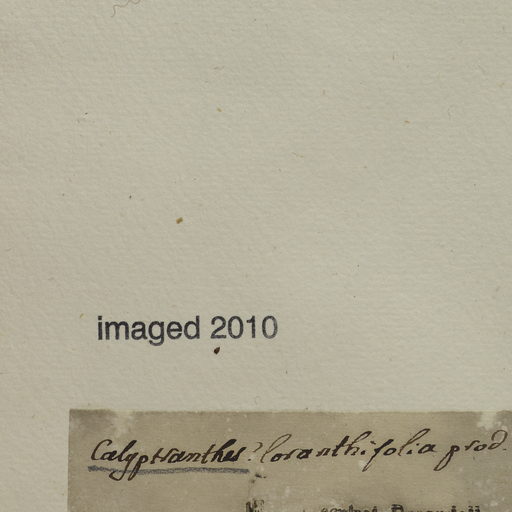 imaged 2010
Calyptranthes? loranthifolia prod.